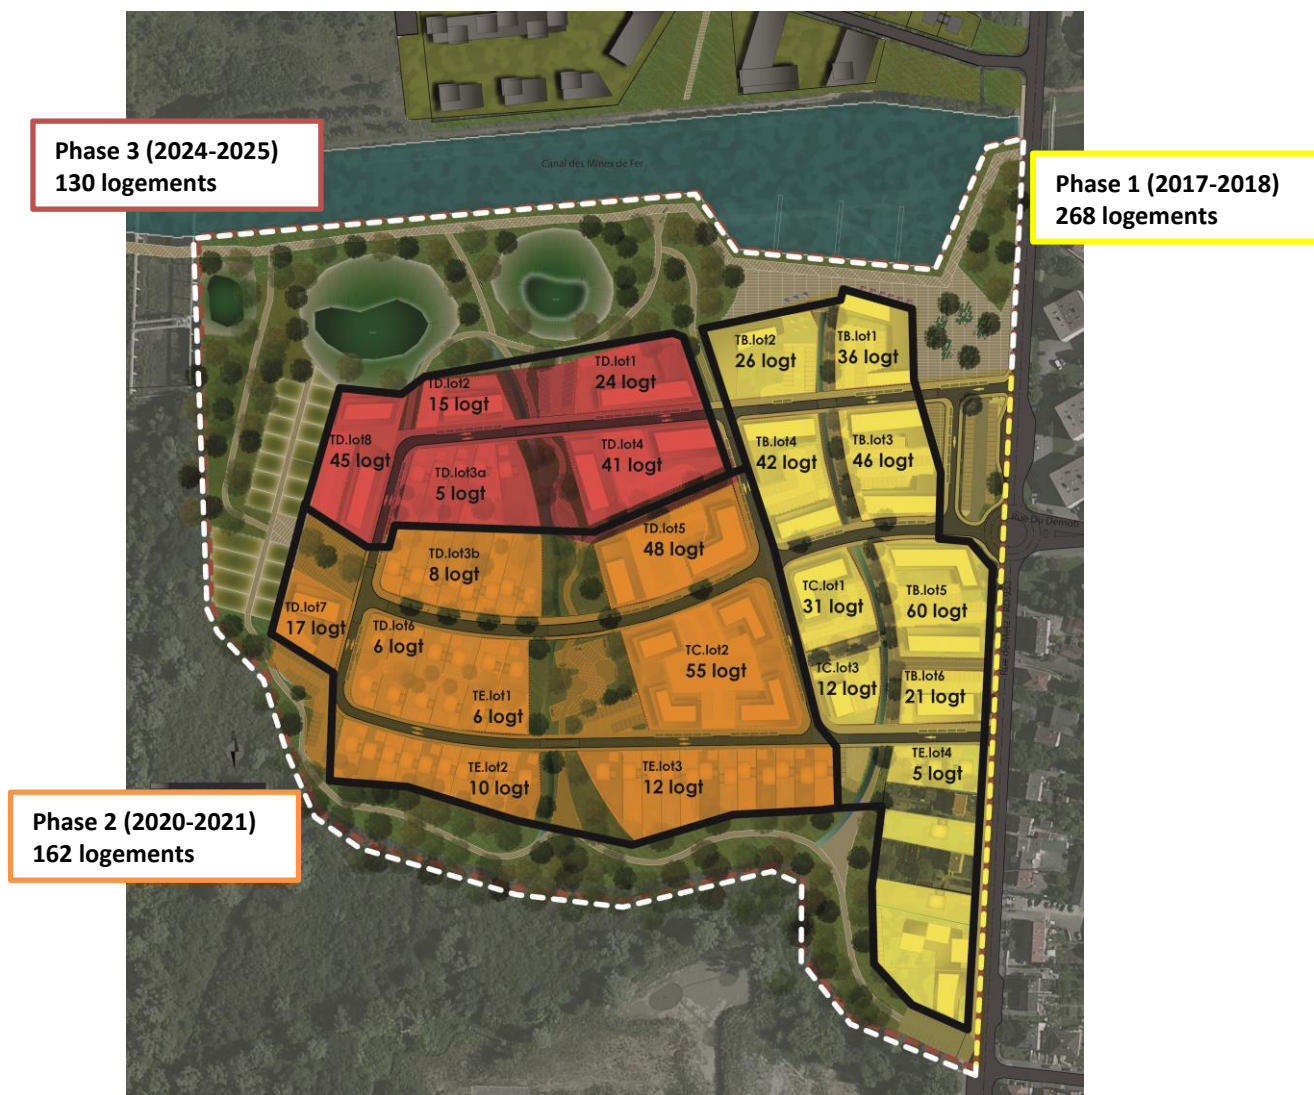 Canal des Mines de Fer
Phase 3 (2024-2025)
130 logements
Phase 1 (2017-2018)
268 logements
TB.lot2
26 logt
TB.lot1
36 logt
TD.lot1
24 logt
TD.lot2
15 logt
TD.lot8
45 logt
TD.lot3a
5 logt
TD.lot4
41 logt
TB.lot4
42 logt
TB.lot3
46 logt
TD.lot5
48 logt
TD.lot3b
8 logt
TC.lot1
31 logt
TB.lot5
60 logt
TD.lot7
17 logt
TD.lot6
6 logt
TC.lot2
55 logt
TC.lot3
12 logt
TB.lot6
21 logt
TE.lot1
6 logt
TE.lot4
5 logt
TE.lot2
10 logt
TE.lot3
12 logt
Phase 2 (2020-2021)
162 logements